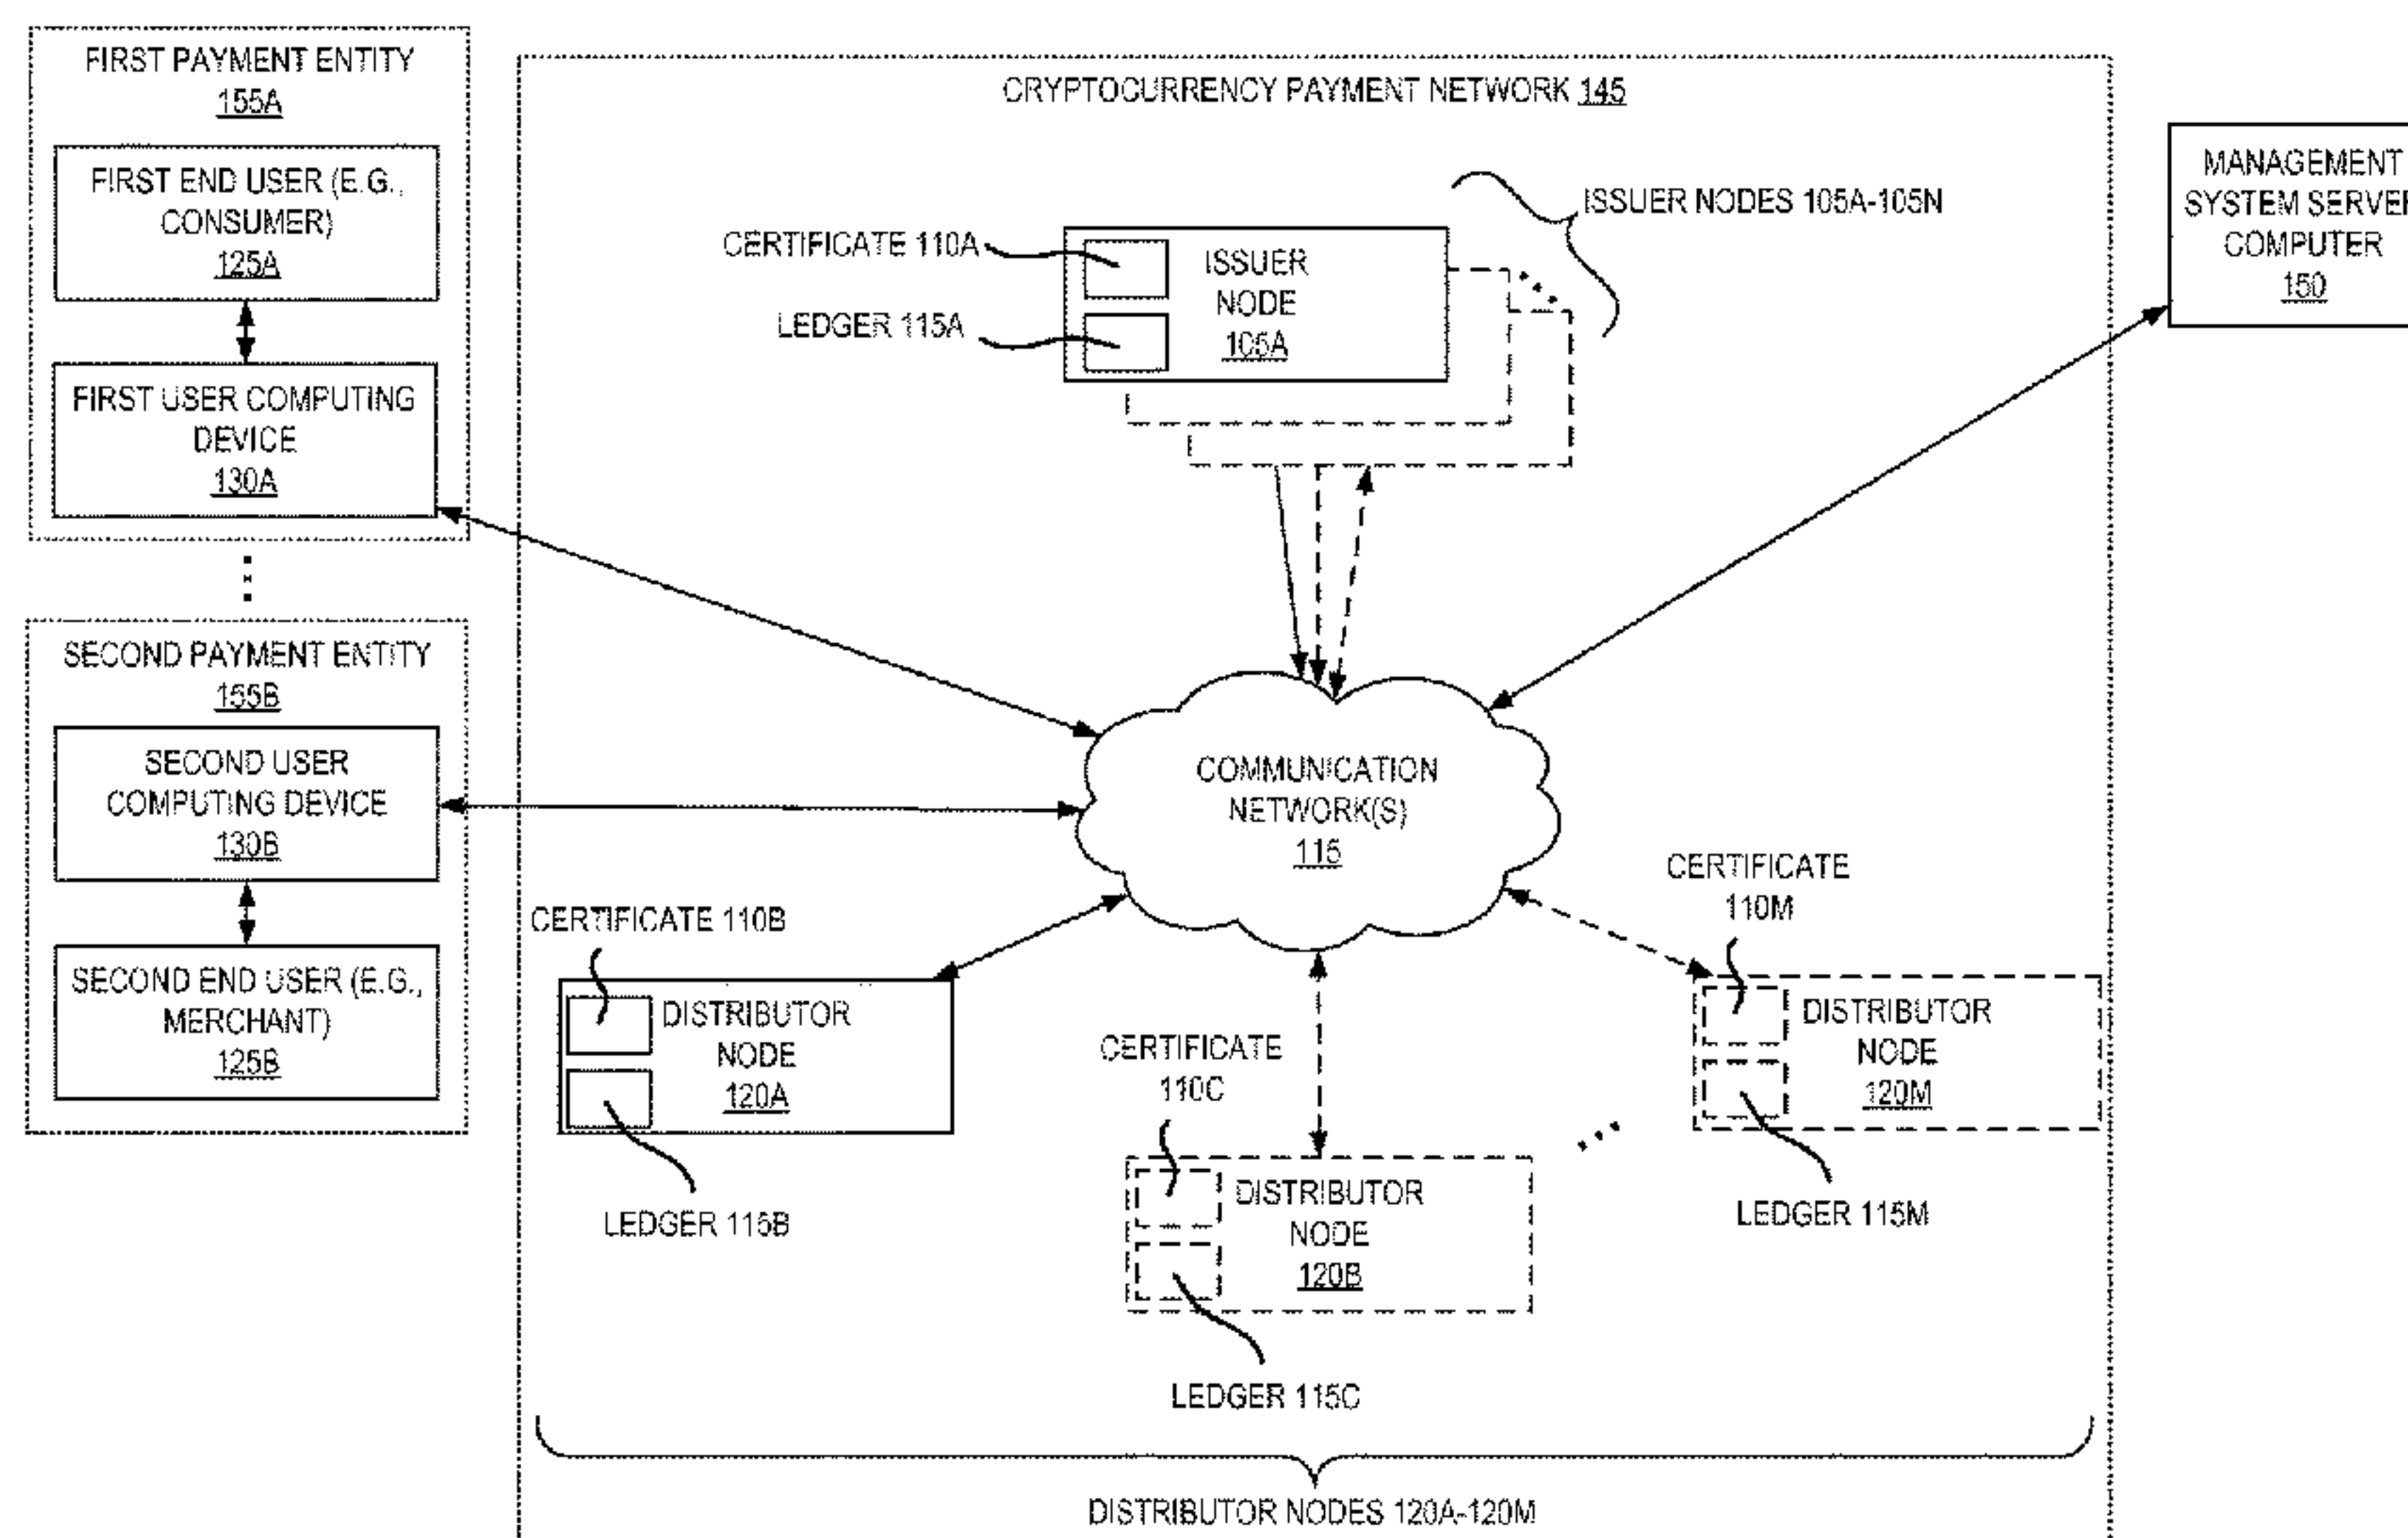 FIRST PAYMENT ENTITY
155A
FIRST END USER (E.G.,
CONSUMER)
125A
FIRST USER COMPUTING
DEVICE
130A
SECOND PAYMENT ENTITY
155B
SECOND USER
COMPUTING DEVICE
130B
SECOND END USER (E.G.,
MERCHANT)
125B
CRYPTOCURRENCY PAYMENT NETWORK 145
ISSUER NODES 105A-105N
CERTIFICATE 110A
LEDGER 115A
ISSUER
NODE
105A
MANAGEMENT
SYSTEM SERVER
COMPUTER
150
COMMUNICATION
NETWORK(S)
115
CERTIFICATE 110B
DISTRIBUTOR
NODE
120A
LEDGER 115B
CERTIFICATE
110C
DISTRIBUTOR
NODE
120B
LEDGER 115C
CERTIFICATE
110M
DISTRIBUTOR
NODE
120M
LEDGER 115M
DISTRIBUTOR NODES 120A-120M